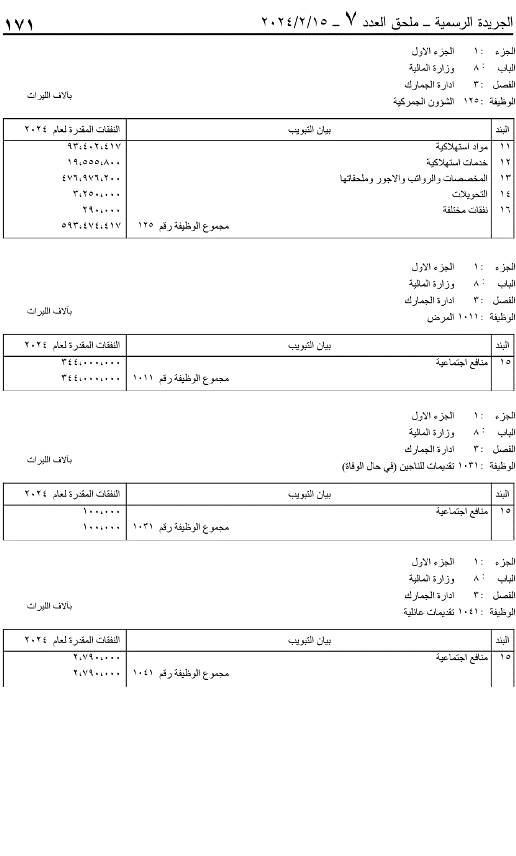 الجريدة الرسمية – ملحق العدد ٧ – ٢٠٢٤/٢/١٥ ١٧١
الجزء : ١ الجزء الاول
الباب : ٨ وزارة المالية
الفصل : ٣ ادارة الجمارك
الوظيفة : ١٢٥ الشؤون الجمركية
بآلاف الليرات
البند بيان التبويب النفقات المقدرة لعام ٢٠٢٤
١١ مواد استهلاكية ٩٣،٤٠٢،٤١٧
١٢ خدمات استهلاكية ١٩،٥٥٥،٨٠٠
١٣ المخصصات والرواتب والاجور وملحقاتها ٤٧٦،٩٧٦،٢٠٠
١٤ التحويلات ٣،٢٥٠،٠٠٠
١٦ نفقات مختلفة ٢٩٠،٠٠٠
مجموع الوظيفة رقم ١٢٥ ٥٩٣،٤٧٤،٤١٧
الجزء : ١ الجزء الاول
الباب : ٨ وزارة المالية
الفصل : ٣ ادارة الجمارك
الوظيفة : ١٠١١ المرض
بآلاف الليرات
البند بيان التبويب النفقات المقدرة لعام ٢٠٢٤
١٥ منافع اجتماعية ٣٤٤،٠٠٠،٠٠٠
مجموع الوظيفة رقم ١٠١١ ٣٤٤،٠٠٠،٠٠٠
الجزء : ١ الجزء الاول
الباب : ٨ وزارة المالية
الفصل : ٣ ادارة الجمارك
الوظيفة : ١٠٣١ تقديمات للناجين (في حال الوفاة)
بآلاف الليرات
البند بيان التبويب النفقات المقدرة لعام ٢٠٢٤
١٥ منافع اجتماعية ١٠٠،٠٠٠
مجموع الوظيفة رقم ١٠٣١ ١٠٠،٠٠٠
الجزء : ١ الجزء الاول
الباب : ٨ وزارة المالية
الفصل : ٣ ادارة الجمارك
الوظيفة : ١٠٤١ تقديمات عائلية
بآلاف الليرات
البند بيان التبويب النفقات المقدرة لعام ٢٠٢٤
١٥ منافع اجتماعية ٢،٧٩٠،٠٠٠
مجموع الوظيفة رقم ١٠٤١ ٢،٧٩٠،٠٠٠